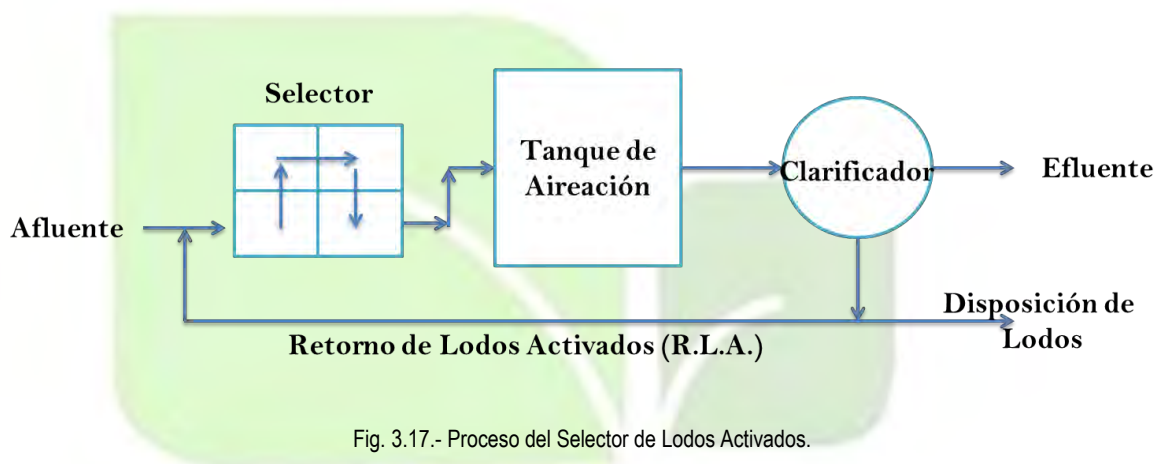 Selector
Tanque de
Aireación
Clarificador
Efluente
Afluente
Disposición de
Lodos
Retorno de Lodos Activados (R.L.A.)
Fig. 3.17.- Proceso del Selector de Lodos Activados.